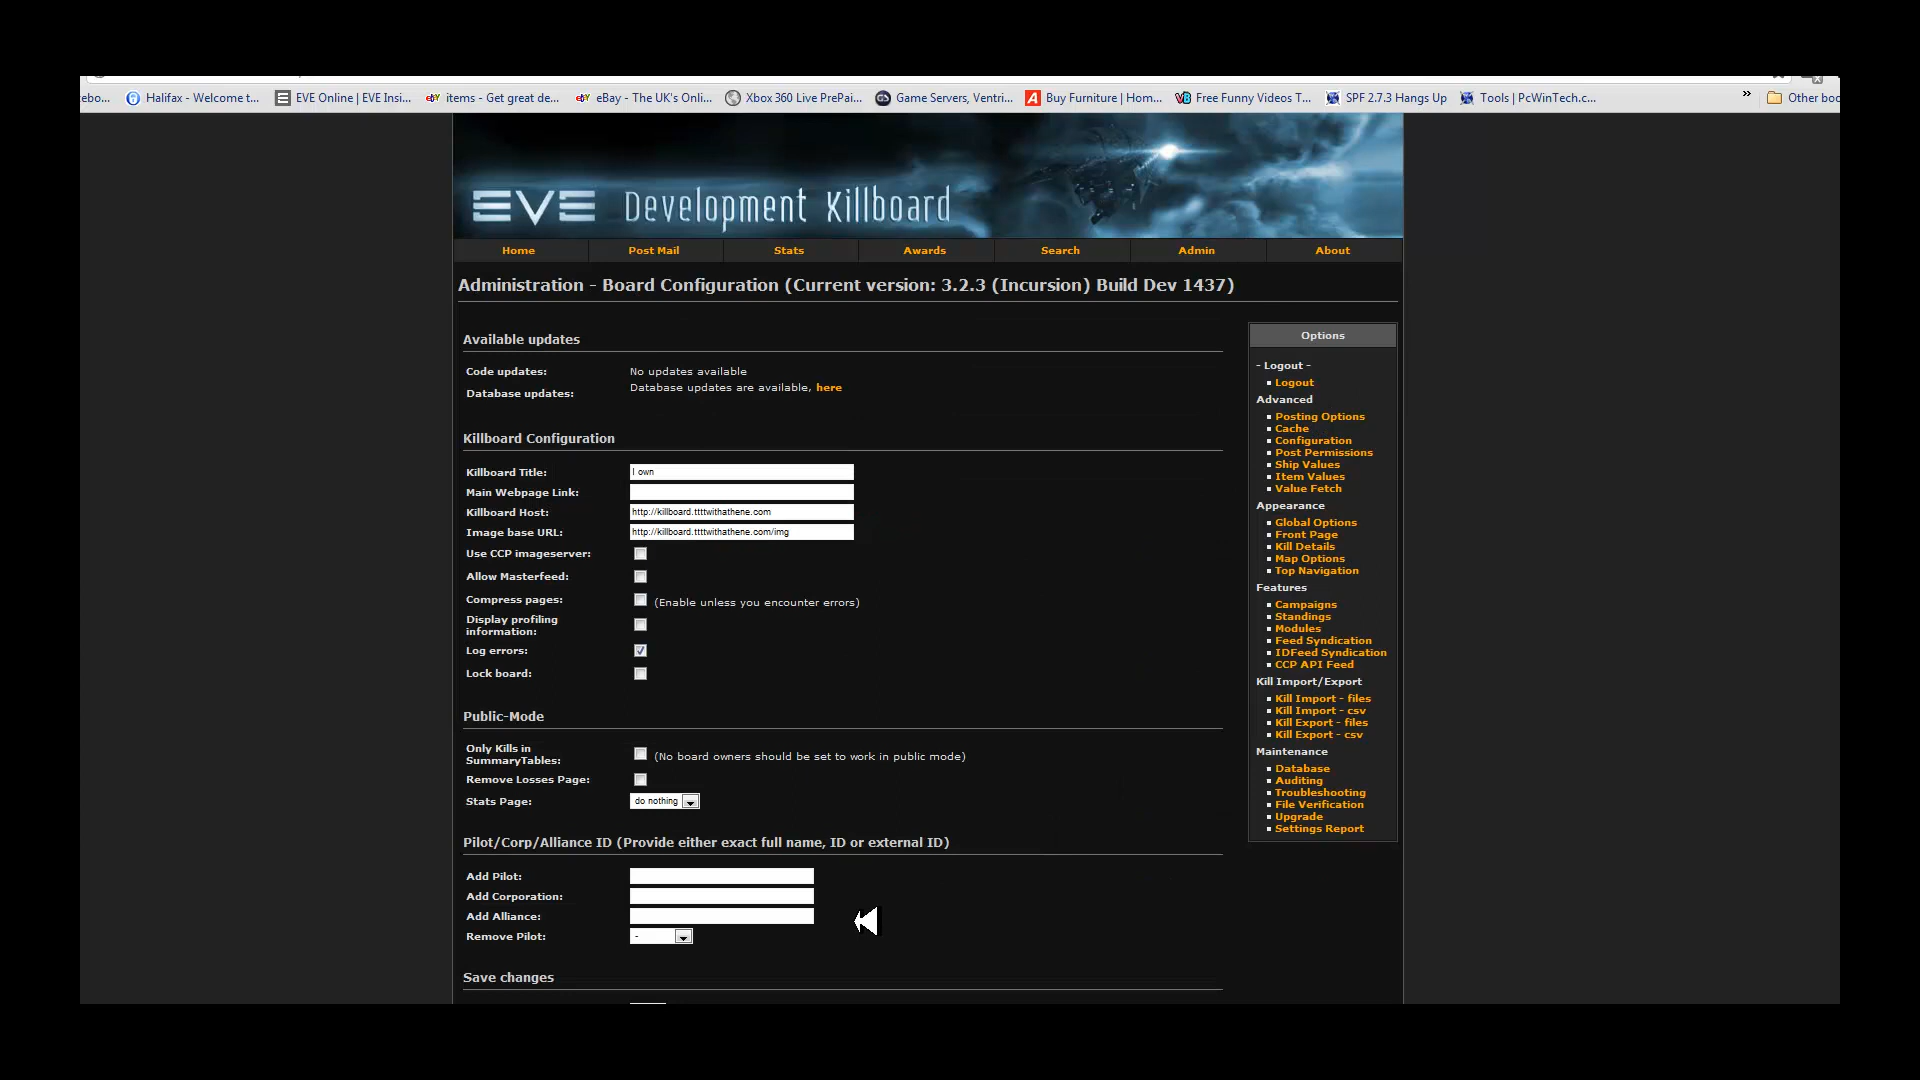 ebo... Halifax - Welcome t... EVE Online | EVE Insi... items - Get great de... eBay - The UK's Onli... Xbox 360 Live PrePai... Game Servers, Ventri... Buy Furniture | Hom... Free Funny Videos T... SPF 2.7.3 Hangs Up Tools | PcWinTech.c... » Other boo
EVE Development Killboard
Home Post Mail Stats Awards Search Admin About
Administration - Board Configuration (Current version: 3.2.3 (Incursion) Build Dev 1437)
Available updates
Code updates: No updates available
Database updates: Database updates are available, here
Killboard Configuration
Killboard Title: I own
Main Webpage Link:
Killboard Host: http://killboard.ttttwithathene.com
Image base URL: http://killboard.ttttwithathene.com/img
Use CCP imageserver:
Allow Masterfeed:
Compress pages: (Enable unless you encounter errors)
Display profiling
information:
Log errors:
Lock board:
Public-Mode
Only Kills in
SummaryTables: (No board owners should be set to work in public mode)
Remove Losses Page:
Stats Page: do nothing
Pilot/Corp/Alliance ID (Provide either exact full name, ID or external ID)
Add Pilot:
Add Corporation:
Add Alliance:
Remove Pilot: -
Save changes
Options
- Logout -
Logout
Advanced
Posting Options
Cache
Configuration
Post Permissions
Ship Values
Item Values
Value Fetch
Appearance
Global Options
Front Page
Kill Details
Map Options
Top Navigation
Features
Campaigns
Standings
Modules
Feed Syndication
IDFeed Syndication
CCP API Feed
Kill Import/Export
Kill Import - files
Kill Import - csv
Kill Export - files
Kill Export - csv
Maintenance
Database
Auditing
Troubleshooting
File Verification
Upgrade
Settings Report